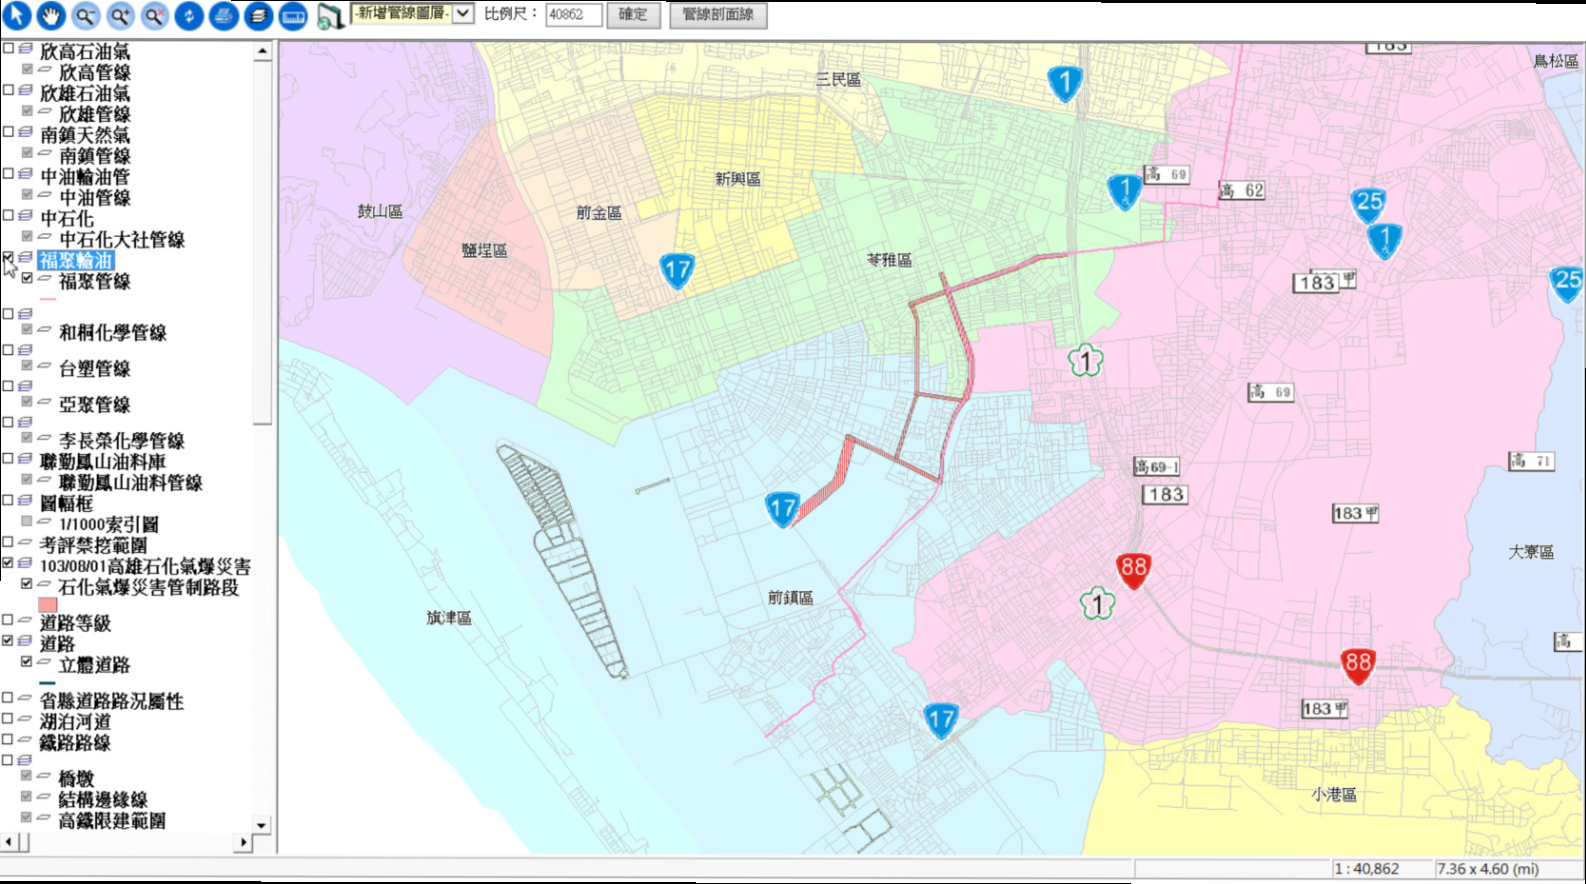 -新增管線圖層-
比例尺：
40862
確定
管線剖面線
欣高石油氣
欣高管線
欣雄石油氣
欣雄管線
南鎮天然氣
南鎮管線
中油輸油管
中油管線
中石化
中石化大社管線
福聚輸油
福聚管線
和桐化學管線
台塑管線
亞聚管線
李長榮化學管線
聯勤鳳山油料庫
聯勤鳳山油料管線
圖幅框
1/1000索引圖
考評禁挖範圍
103/08/01高雄石化氣爆災害
石化氣爆災害管制路段
道路等級
道路
立體道路
省縣道路路況屬性
湖泊河道
鐵路路線
橋墩
結構邊緣線
高鐵限建範圍
183
鳥松區
三民區
1
新興區
高 69
1
高 62
25
鼓山區
前金區
1
鹽埕區
苓雅區
17
183
甲
25
1
高 69
高 71
高69-1
183
17
183甲
大寮區
88
前鎮區
1
旗津區
高
88
183甲
17
小港區
1 : 40,862
7.36 x 4.60 (mi)